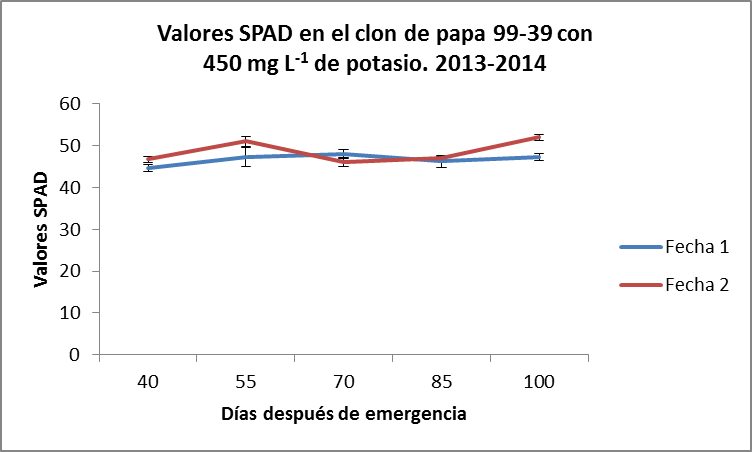 Valores SPAD en el clon de papa 99-39 con
450 mg L-1 de potasio. 2013-2014
60
50
40
30
20
10
0
Valores SPAD
40 55 70 85 100
Días después de emergencia
Fecha 1
Fecha 2